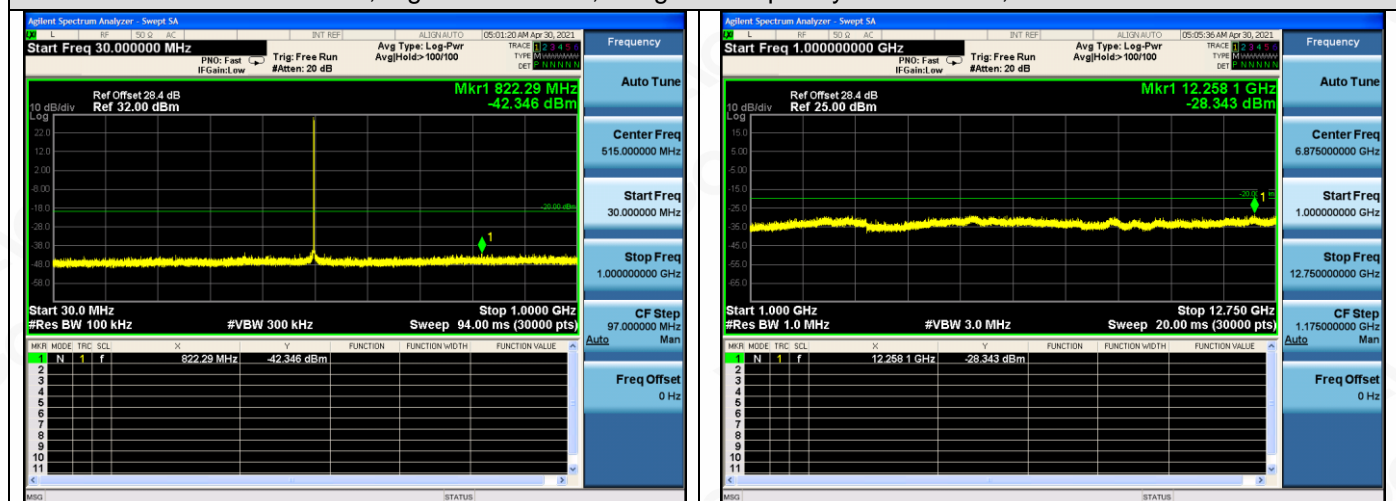 Agilent Spectrum Analyzer - Swept SA
L RF 50 Ω AC INT REF ALIGNAUTO 05:01:20 AM Apr 30, 2021
Start Freq 30.000000 MHz
PNO: Fast
IFGain:Low
Trig: Free Run
#Atten: 20 dB
Avg Type: Log-Pwr
Avg|Hold:>100/100
TRACE 1 2 3 4 5 6
TYPE M
DET P N N N N N
Ref Offset 28.4 dB
10 dB/div Ref 32.00 dBm
Log
Mkr1 822.29 MHz
-42.346 dBm
22.0
12.0
2.00
-8.00
-18.0
-20.00 dBm
-28.0
-38.0
1
-48.0
-58.0
Start 30.0 MHz Stop 1.0000 GHz
#Res BW 100 kHz #VBW 300 kHz Sweep 94.00 ms (30000 pts)
MKR MODE TRC SCL X Y FUNCTION FUNCTION WIDTH FUNCTION VALUE
1 N 1 f 822.29 MHz -42.346 dBm
2
3
4
5
6
7
8
9
10
11
MSG STATUS
Frequency
Auto Tune
Center Freq
515.000000 MHz
Start Freq
30.000000 MHz
Stop Freq
1.000000000 GHz
CF Step
97.000000 MHz
Auto Man
Freq Offset
0 Hz
Agilent Spectrum Analyzer - Swept SA
L RF 50 Ω AC INT REF ALIGNAUTO 05:05:36 AM Apr 30, 2021
Start Freq 1.000000000 GHz
PNO: Fast
IFGain:Low
Trig: Free Run
#Atten: 20 dB
Avg Type: Log-Pwr
Avg|Hold:>100/100
TRACE 1 2 3 4 5 6
TYPE M
DET P N N N N N
Ref Offset 28.4 dB
10 dB/div Ref 25.00 dBm
Log
Mkr1 12.258 1 GHz
-28.343 dBm
15.0
5.00
-5.00
-15.0
1
-25.0
-35.0
-45.0
-55.0
-65.0
Start 1.000 GHz Stop 12.750 GHz
#Res BW 1.0 MHz #VBW 3.0 MHz Sweep 20.00 ms (30000 pts)
MKR MODE TRC SCL X Y FUNCTION FUNCTION WIDTH FUNCTION VALUE
1 N 1 f 12.258 1 GHz -28.343 dBm
2
3
4
5
6
7
8
9
10
11
MSG STATUS
Frequency
Auto Tune
Center Freq
6.875000000 GHz
Start Freq
1.000000000 GHz
Stop Freq
12.750000000 GHz
CF Step
1.175000000 GHz
Auto Man
Freq Offset
0 Hz